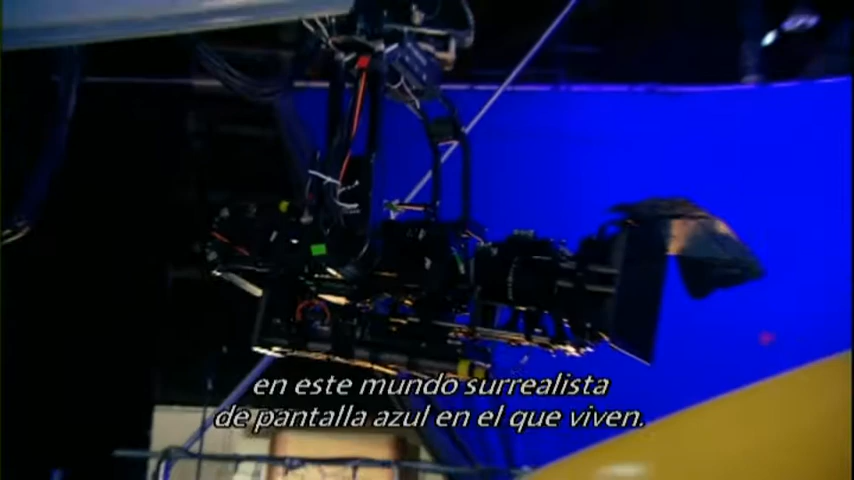 en este mundo surrealista
de pantalla azul en el que viven.